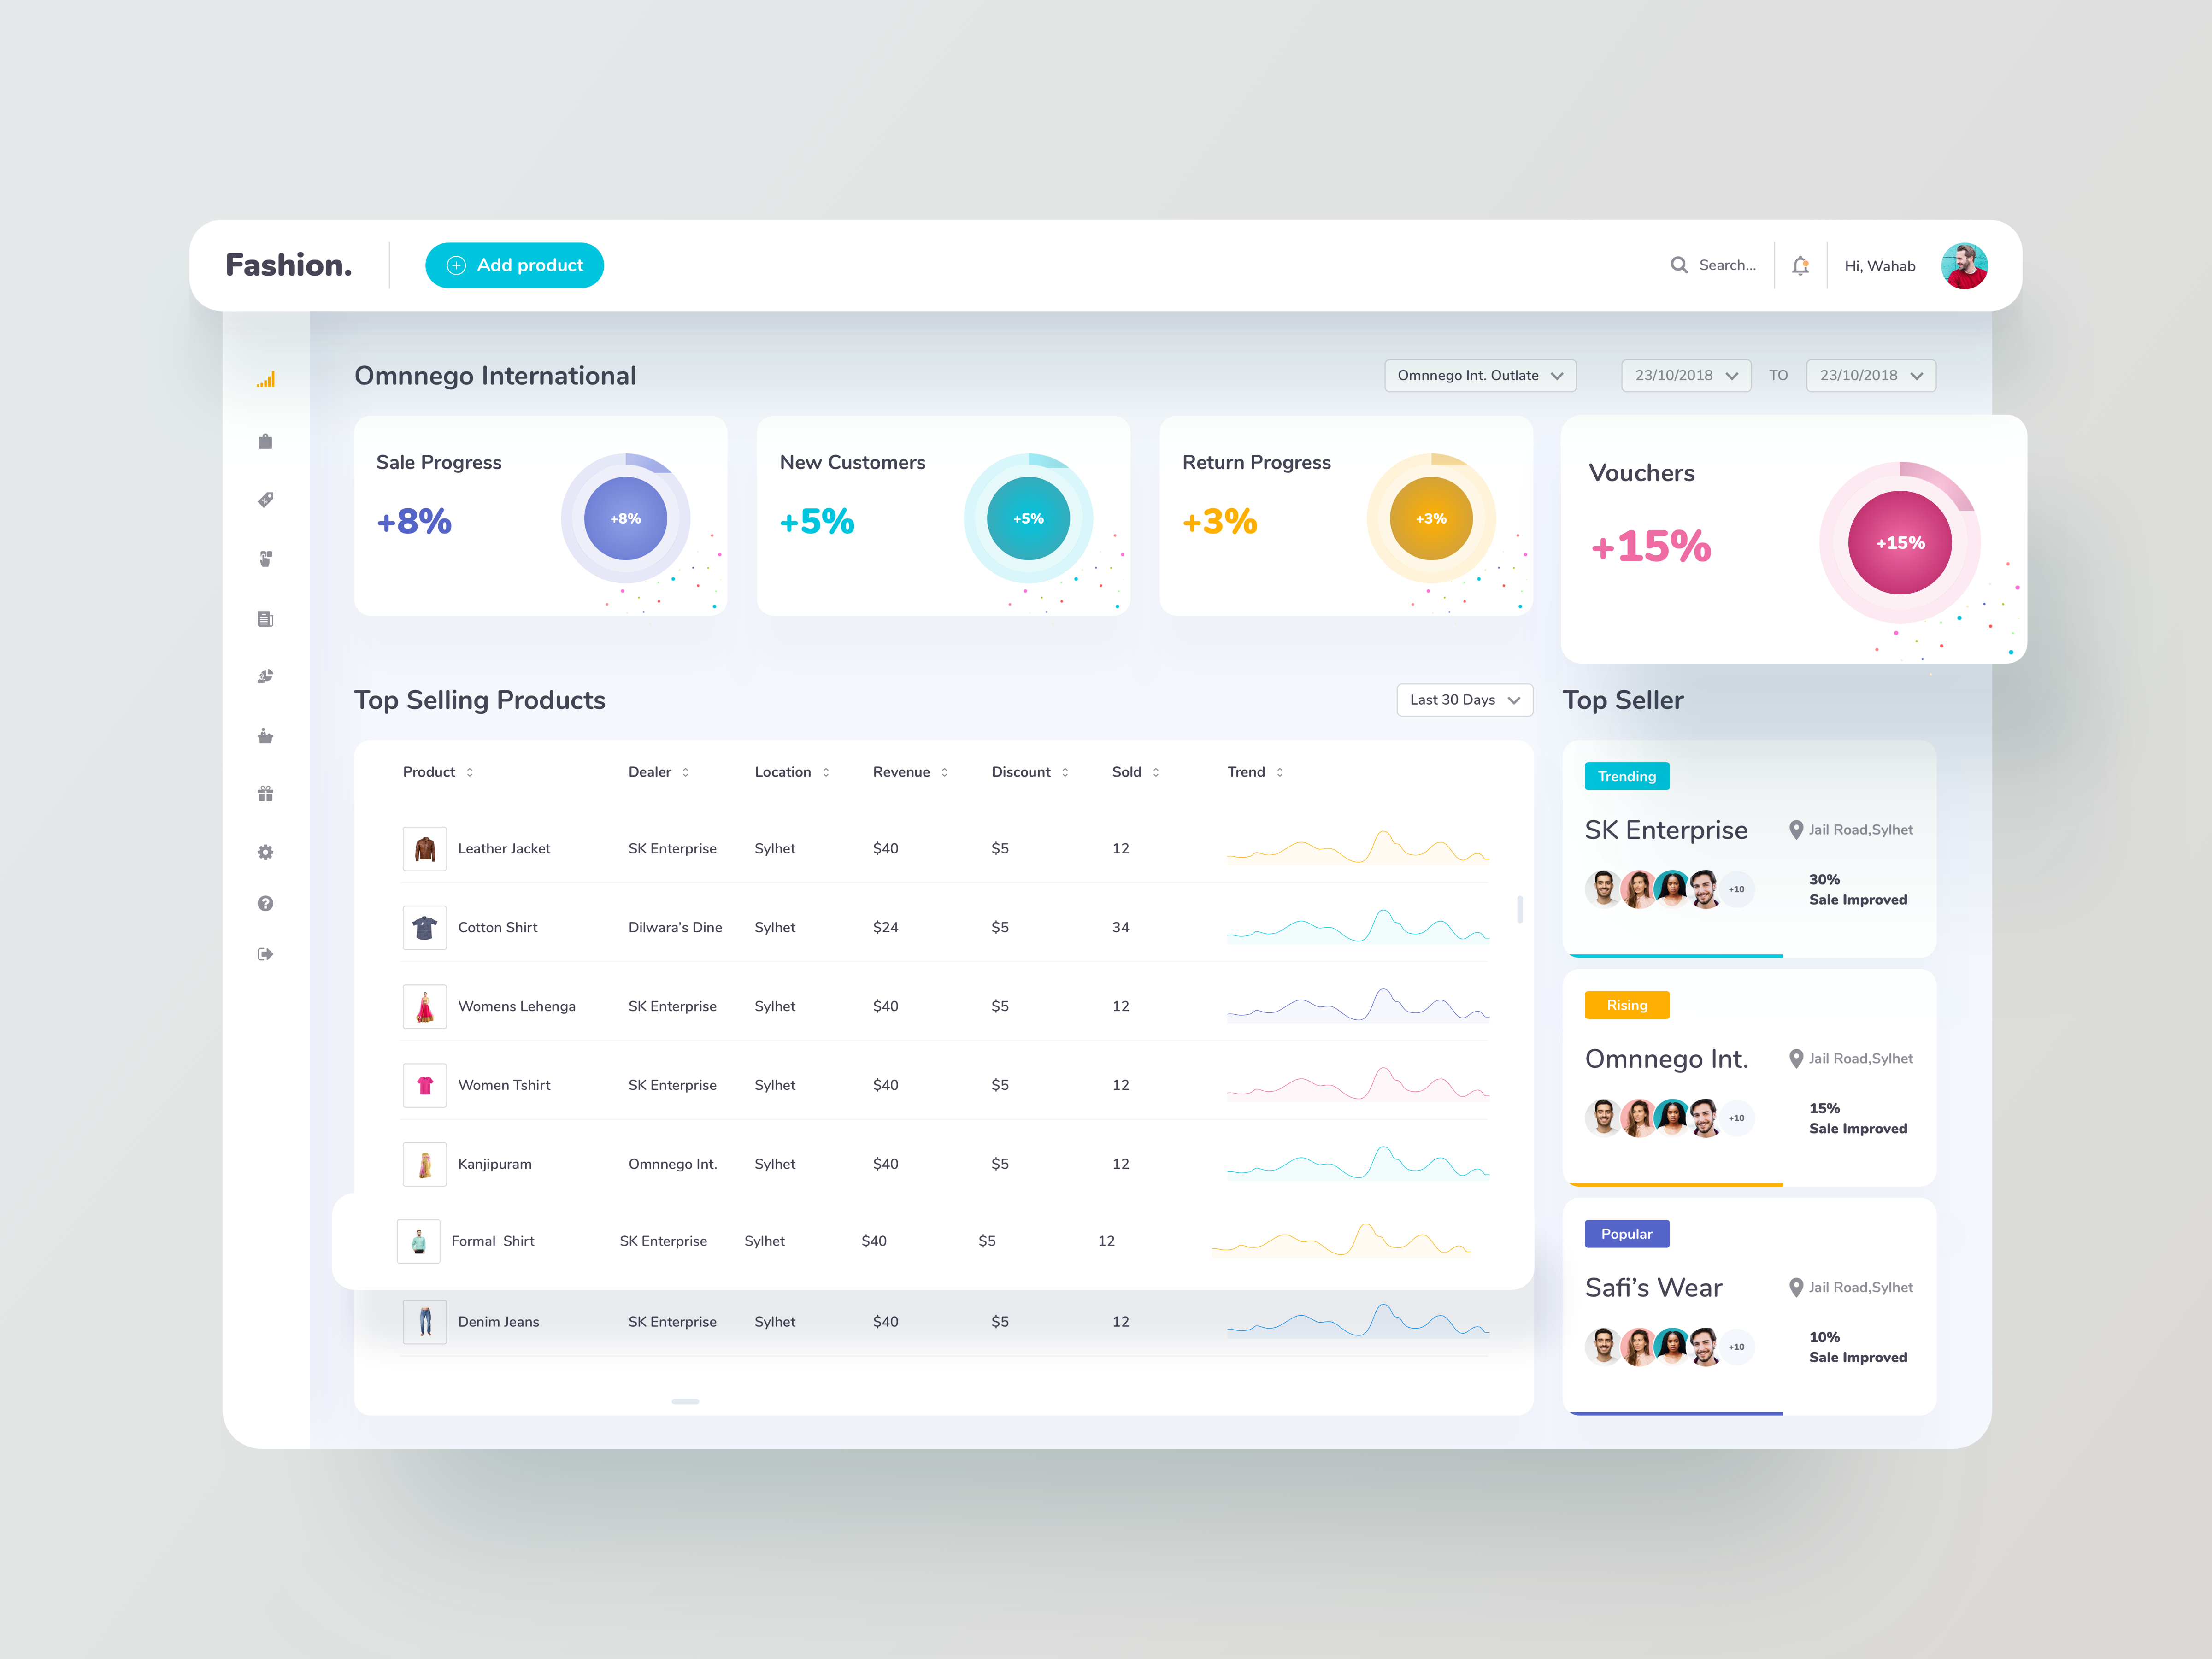 Fashion.
Add product
Search...
Hi, Wahab
Omnnego International
Omnnego Int. Outlate
23/10/2018
TO
23/10/2018
Sale Progress
+8%
+8%
New Customers
+5%
+5%
Return Progress
+3%
+3%
Vouchers
+15%
+15%
Top Selling Products
Last 30 Days
Product Dealer Location Revenue Discount Sold Trend
Leather Jacket SK Enterprise Sylhet $40 $5 12
Cotton Shirt Dilwara's Dine Sylhet $24 $5 34
Womens Lehenga SK Enterprise Sylhet $40 $5 12
Women Tshirt SK Enterprise Sylhet $40 $5 12
Kanjipuram Omnnego Int. Sylhet $40 $5 12
Formal Shirt SK Enterprise Sylhet $40 $5 12
Denim Jeans SK Enterprise Sylhet $40 $5 12
Top Seller
Trending
SK Enterprise
Jail Road,Sylhet
+10
30%
Sale Improved
Rising
Omnnego Int.
Jail Road,Sylhet
+10
15%
Sale Improved
Popular
Safi's Wear
Jail Road,Sylhet
+10
10%
Sale Improved